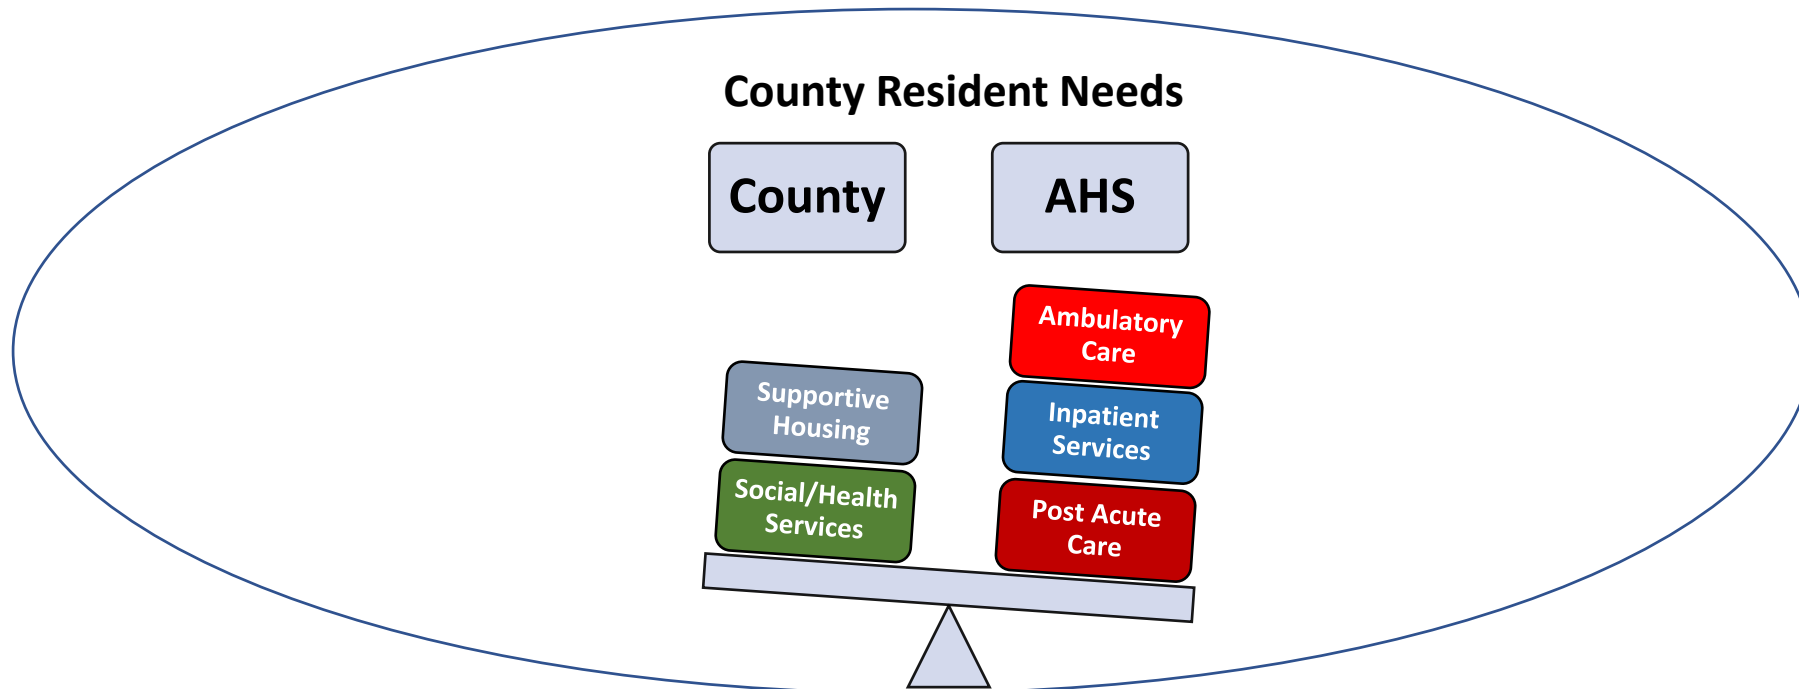 County Resident Needs
County
AHS
Supportive
Housing
Social/Health
Services
Ambulatory
Care
Inpatient
Services
Post Acute
Care